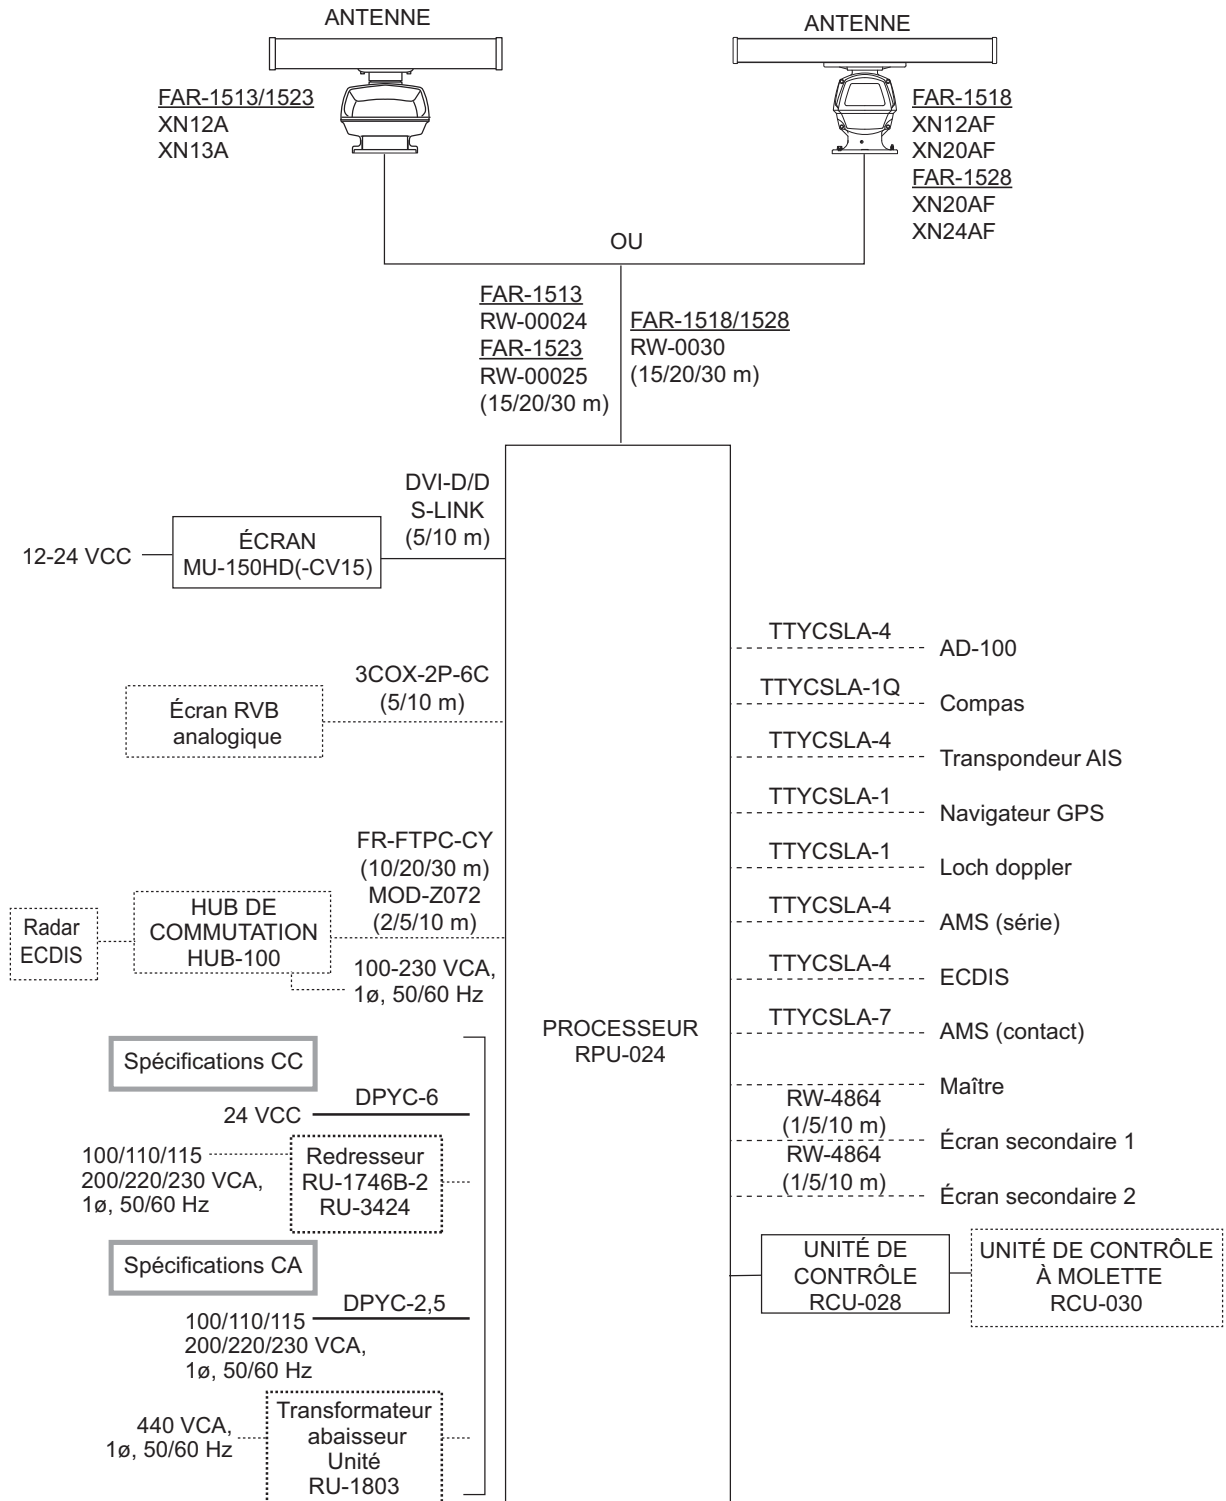 ANTENNE
FAR-1513/1523
XN12A
XN13A
ANTENNE
FAR-1518
XN12AF
XN20AF
FAR-1528
XN20AF
XN24AF
OU
FAR-1513
RW-00024
FAR-1523
RW-00025
(15/20/30 m)
FAR-1518/1528
RW-0030
(15/20/30 m)
DVI-D/D
S-LINK
(5/10 m)
12-24 VCC
ÉCRAN
MU-150HD(-CV15)
3COX-2P-6C
(5/10 m)
Écran RVB
analogique
FR-FTPC-CY
(10/20/30 m)
MOD-Z072
(2/5/10 m)
Radar
ECDIS
HUB DE
COMMUTATION
HUB-100
100-230 VCA,
1ø, 50/60 Hz
Spécifications CC
DPYC-6
24 VCC
100/110/115
200/220/230 VCA,
1ø, 50/60 Hz
Redresseur
RU-1746B-2
RU-3424
Spécifications CA
DPYC-2,5
100/110/115
200/220/230 VCA,
1ø, 50/60 Hz
440 VCA,
1ø, 50/60 Hz
Transformateur
abaisseur
Unité
RU-1803
PROCESSEUR
RPU-024
TTYCSLA-4
AD-100
TTYCSLA-1Q
Compas
TTYCSLA-4
Transpondeur AIS
TTYCSLA-1
Navigateur GPS
TTYCSLA-1
Loch doppler
TTYCSLA-4
AMS (série)
TTYCSLA-4
ECDIS
TTYCSLA-7
AMS (contact)
Maître
RW-4864
(1/5/10 m)
Écran secondaire 1
RW-4864
(1/5/10 m)
Écran secondaire 2
UNITÉ DE
CONTRÔLE
RCU-028
UNITÉ DE CONTRÔLE
À MOLETTE
RCU-030